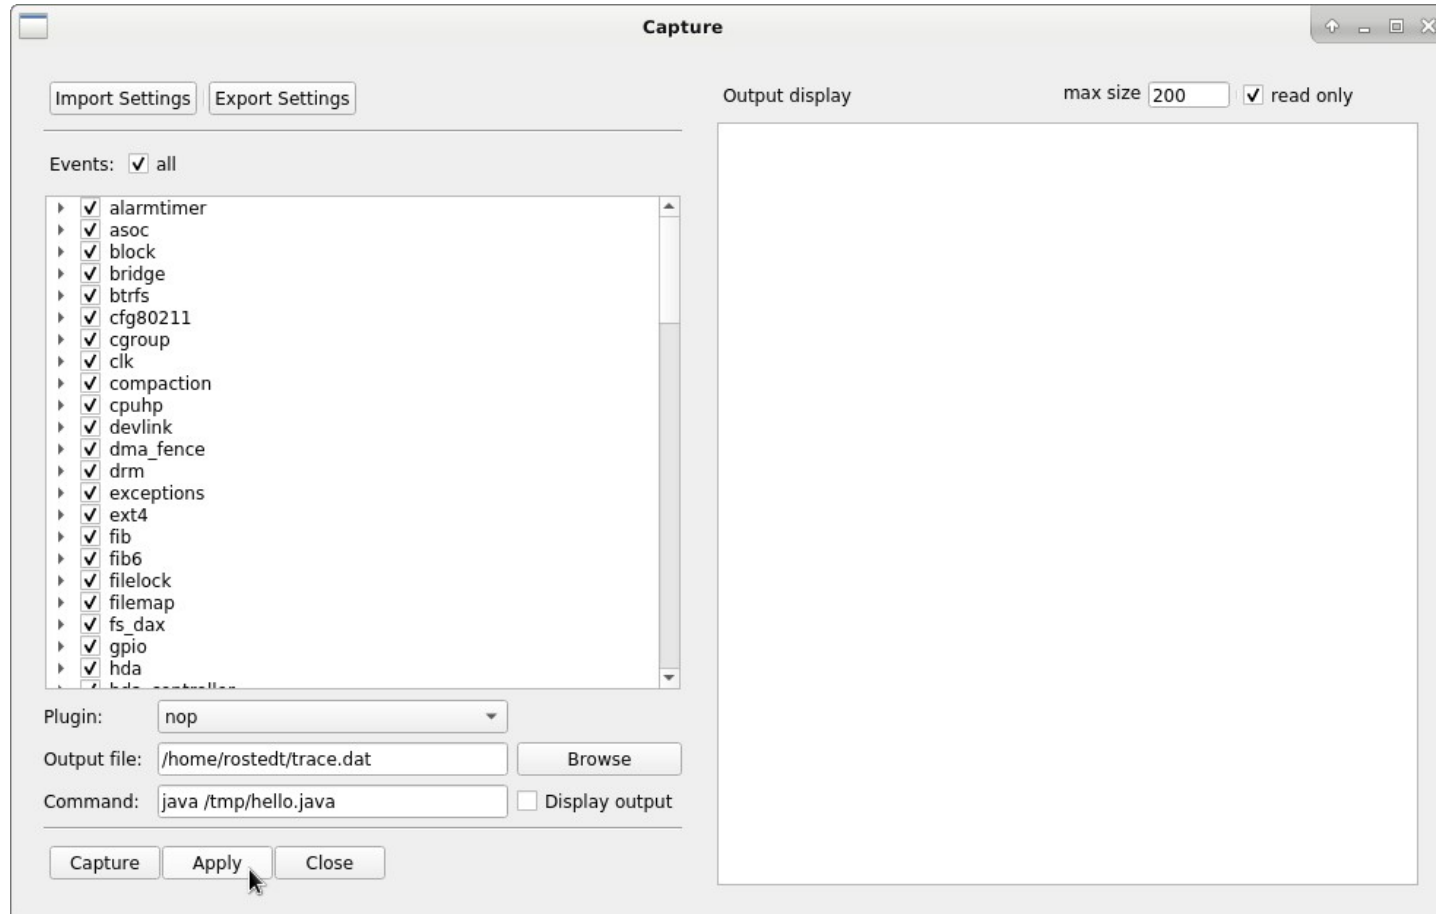 Capture
Import Settings
Export Settings
Events: all
alarmtimer
asoc
block
bridge
btrfs
cfg80211
cgroup
clk
compaction
cpuhp
devlink
dma_fence
drm
exceptions
ext4
fib
fib6
filelock
filemap
fs_dax
gpio
hda
hda_controller
Plugin: nop
Output file: /home/rostedt/trace.dat Browse
Command: java /tmp/hello.java Display output
Capture Apply Close
Output display max size 200 read only